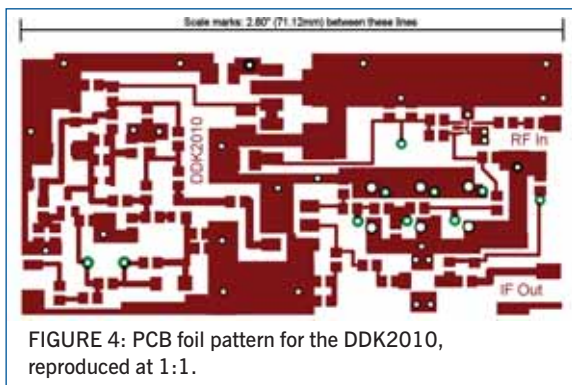 Scale marks: 2.80" (71.12mm) between these lines
DDK2010
RF In
IF Out
FIGURE 4: PCB foil pattern for the DDK2010,
reproduced at 1:1.